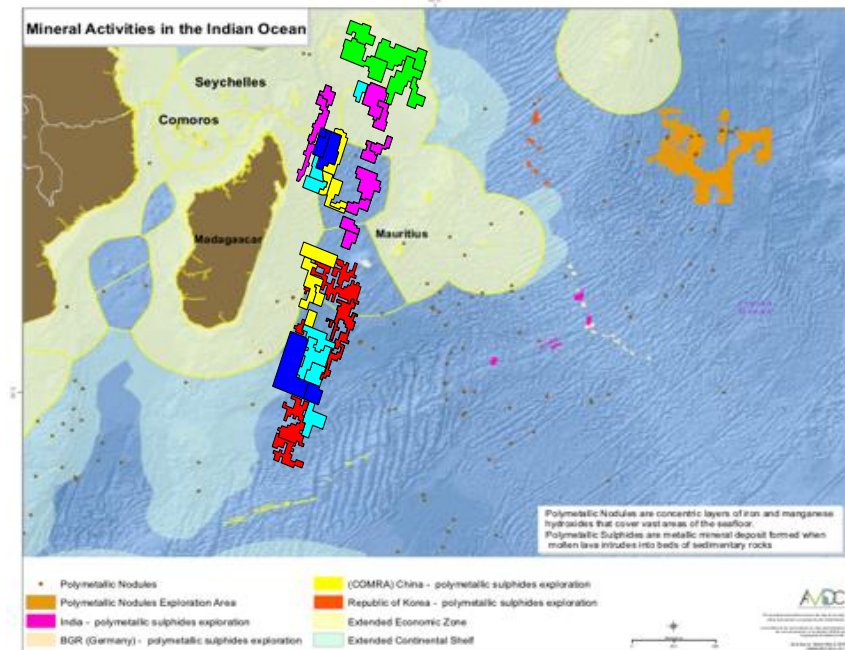 Mineral Activities in the Indian Ocean
Seychelles
Comoros
Madagascar
Mauritius
Polymetallic Nodules are concentric layers of iron and manganese
hydroxides that cover vast areas of the seafloor.
Polymetallic Sulphides are metallic mineral deposit formed when
molten lava intrudes into beds of sedimentary rocks
Polymetallic Nodules
Polymetallic Nodules Exploration Area
India - polymetallic sulphides exploration
BGR (Germany) - polymetallic sulphides exploration
(COMRA) China - polymetallic sulphides exploration
Republic of Korea - polymetallic sulphides exploration
Extended Economic Zone
Extended Continental Shelf